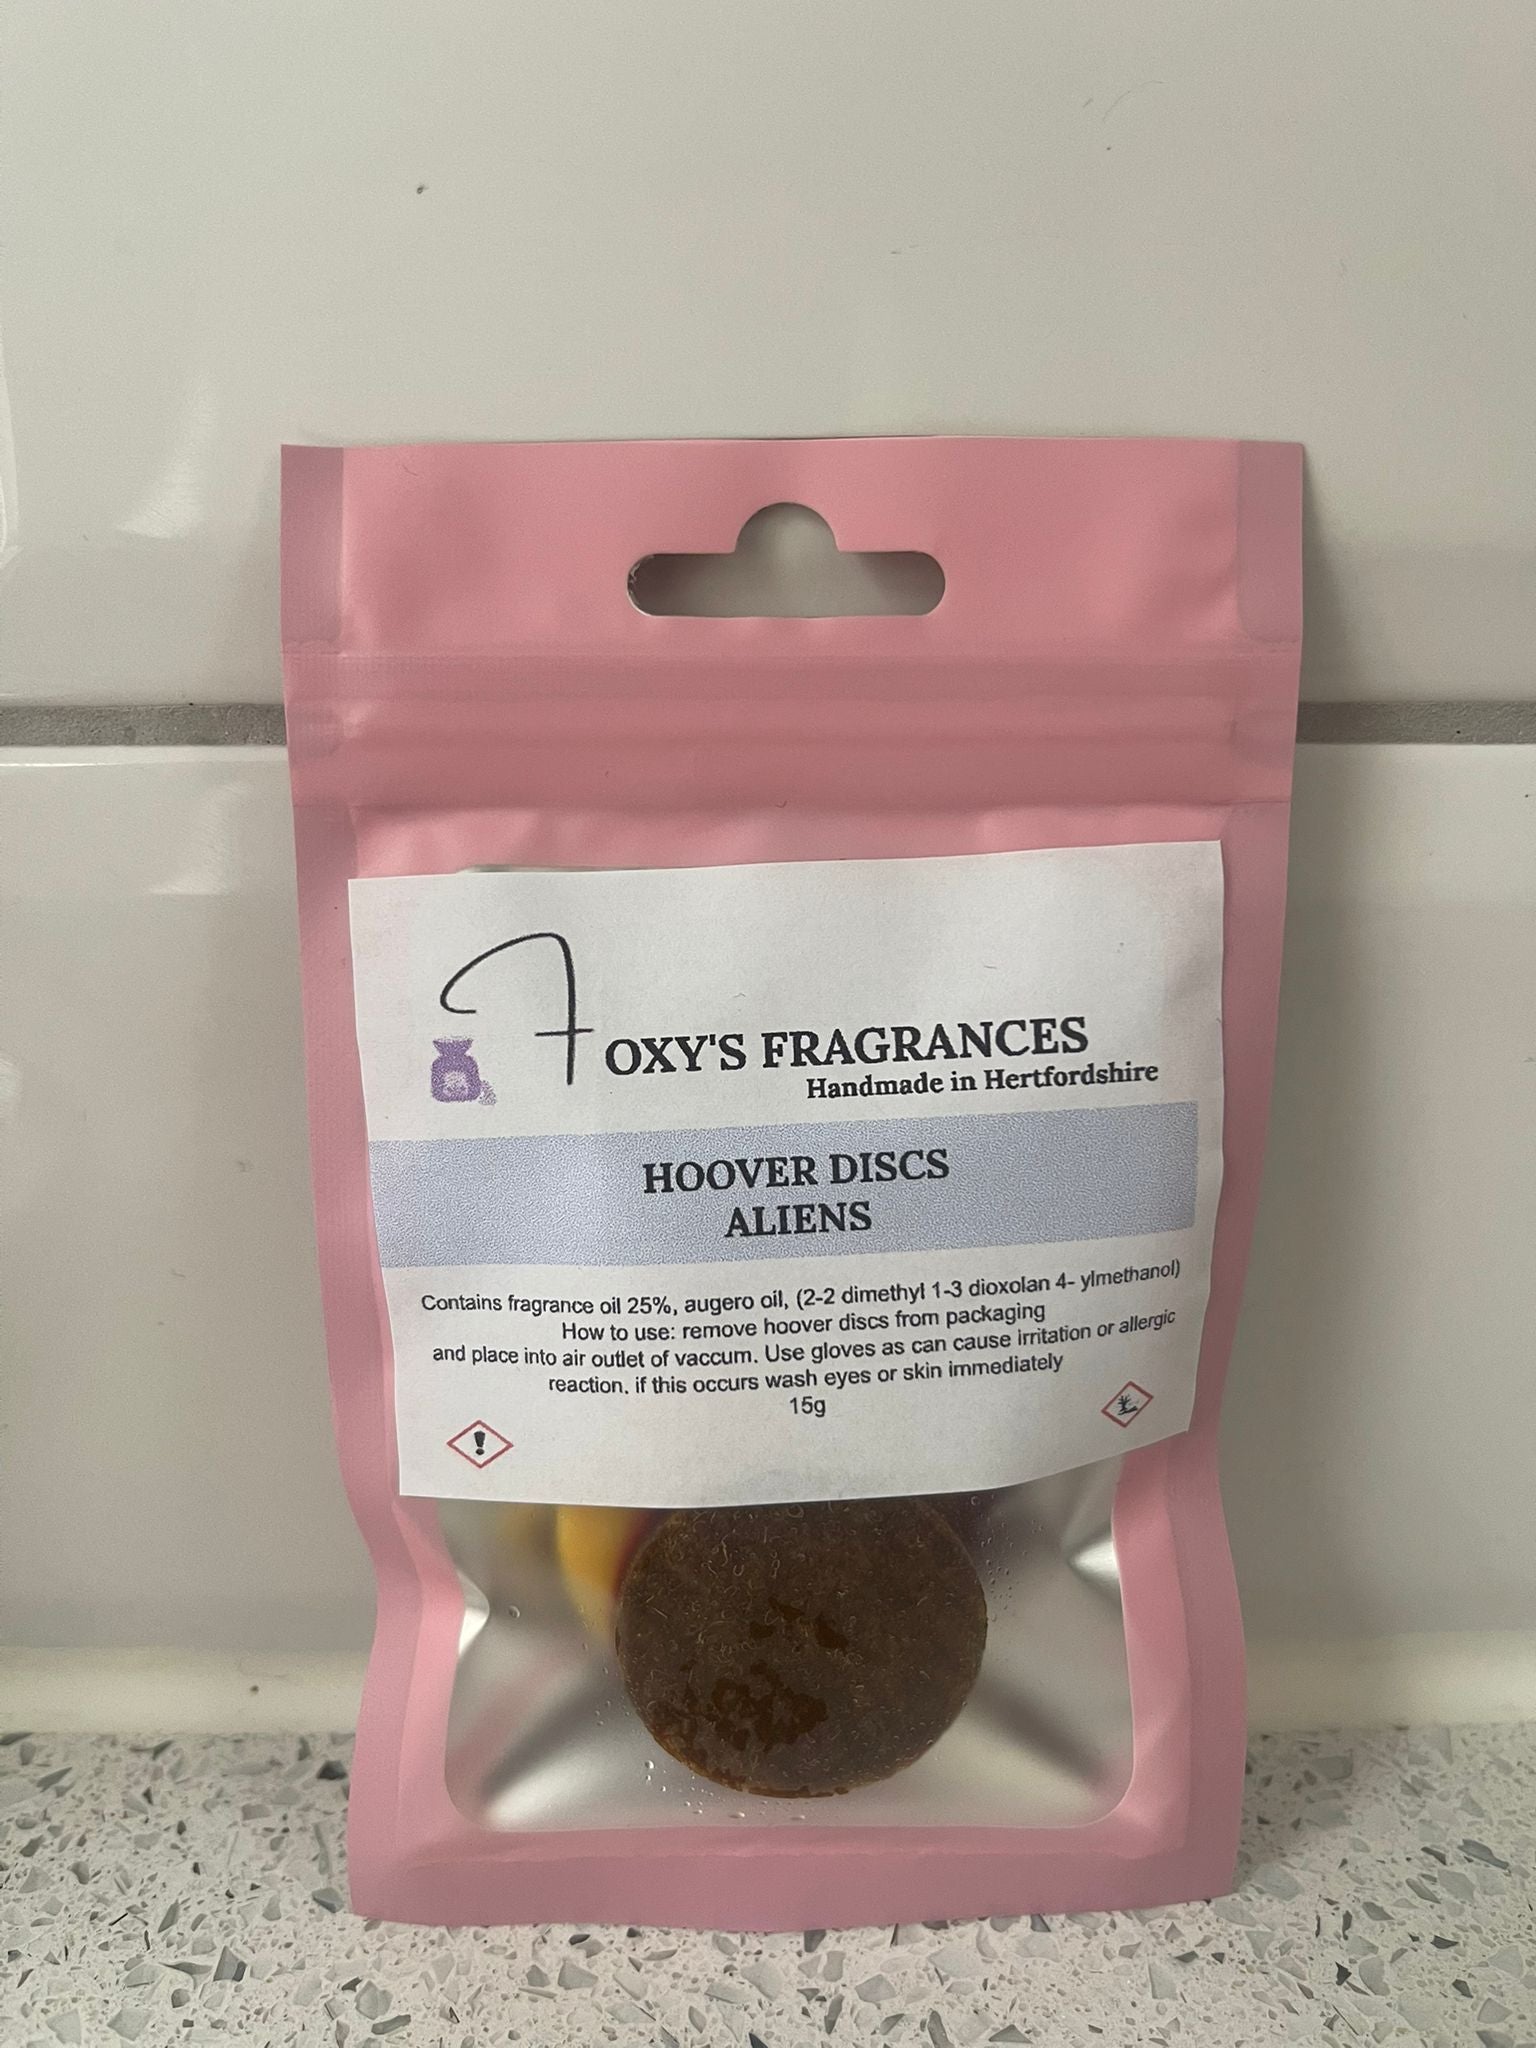 FOXY'S FRAGRANCES
Handmade in Hertfordshire
HOOVER DISCS
ALIENS
Contains fragrance oil 25%, augero oil, (2-2 dimethyl 1-3 dioxolan 4- ylmethanol)
How to use: remove hoover discs from packaging
and place into air outlet of vaccum. Use gloves as can cause irritation or allergic
reaction. if this occurs wash eyes or skin immediately
15g